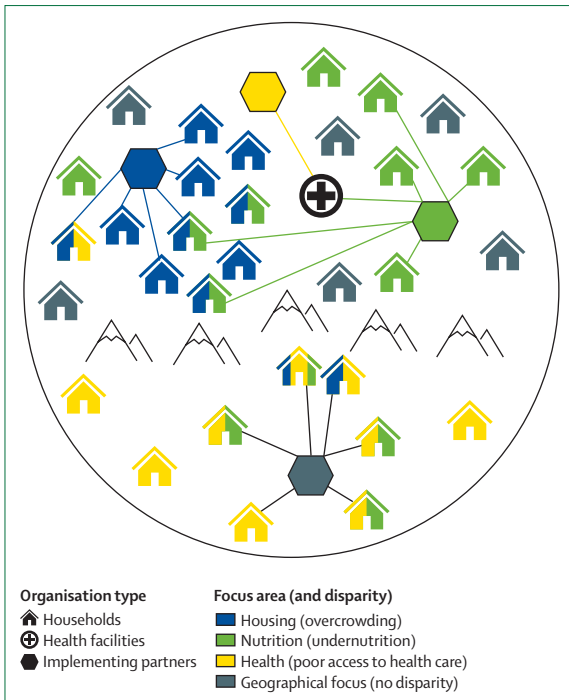 Organisation type
Households
Health facilities
Implementing partners
Focus area (and disparity)
Housing (overcrowding)
Nutrition (undernutrition)
Health (poor access to health care)
Geographical focus (no disparity)